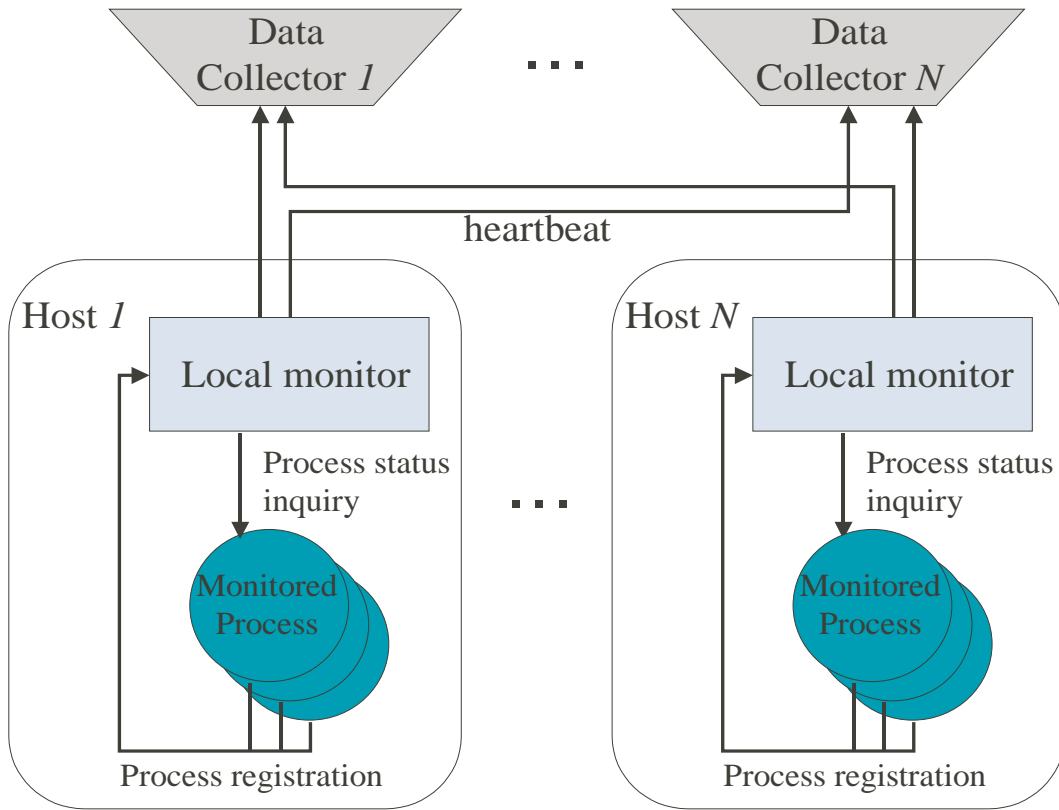 Data
Collector 1
Data
Collector N
heartbeat
Host 1
Local monitor
Process status
inquiry
Monitored
Process
Process registration
Host N
Local monitor
Process status
inquiry
Monitored
Process
Process registration